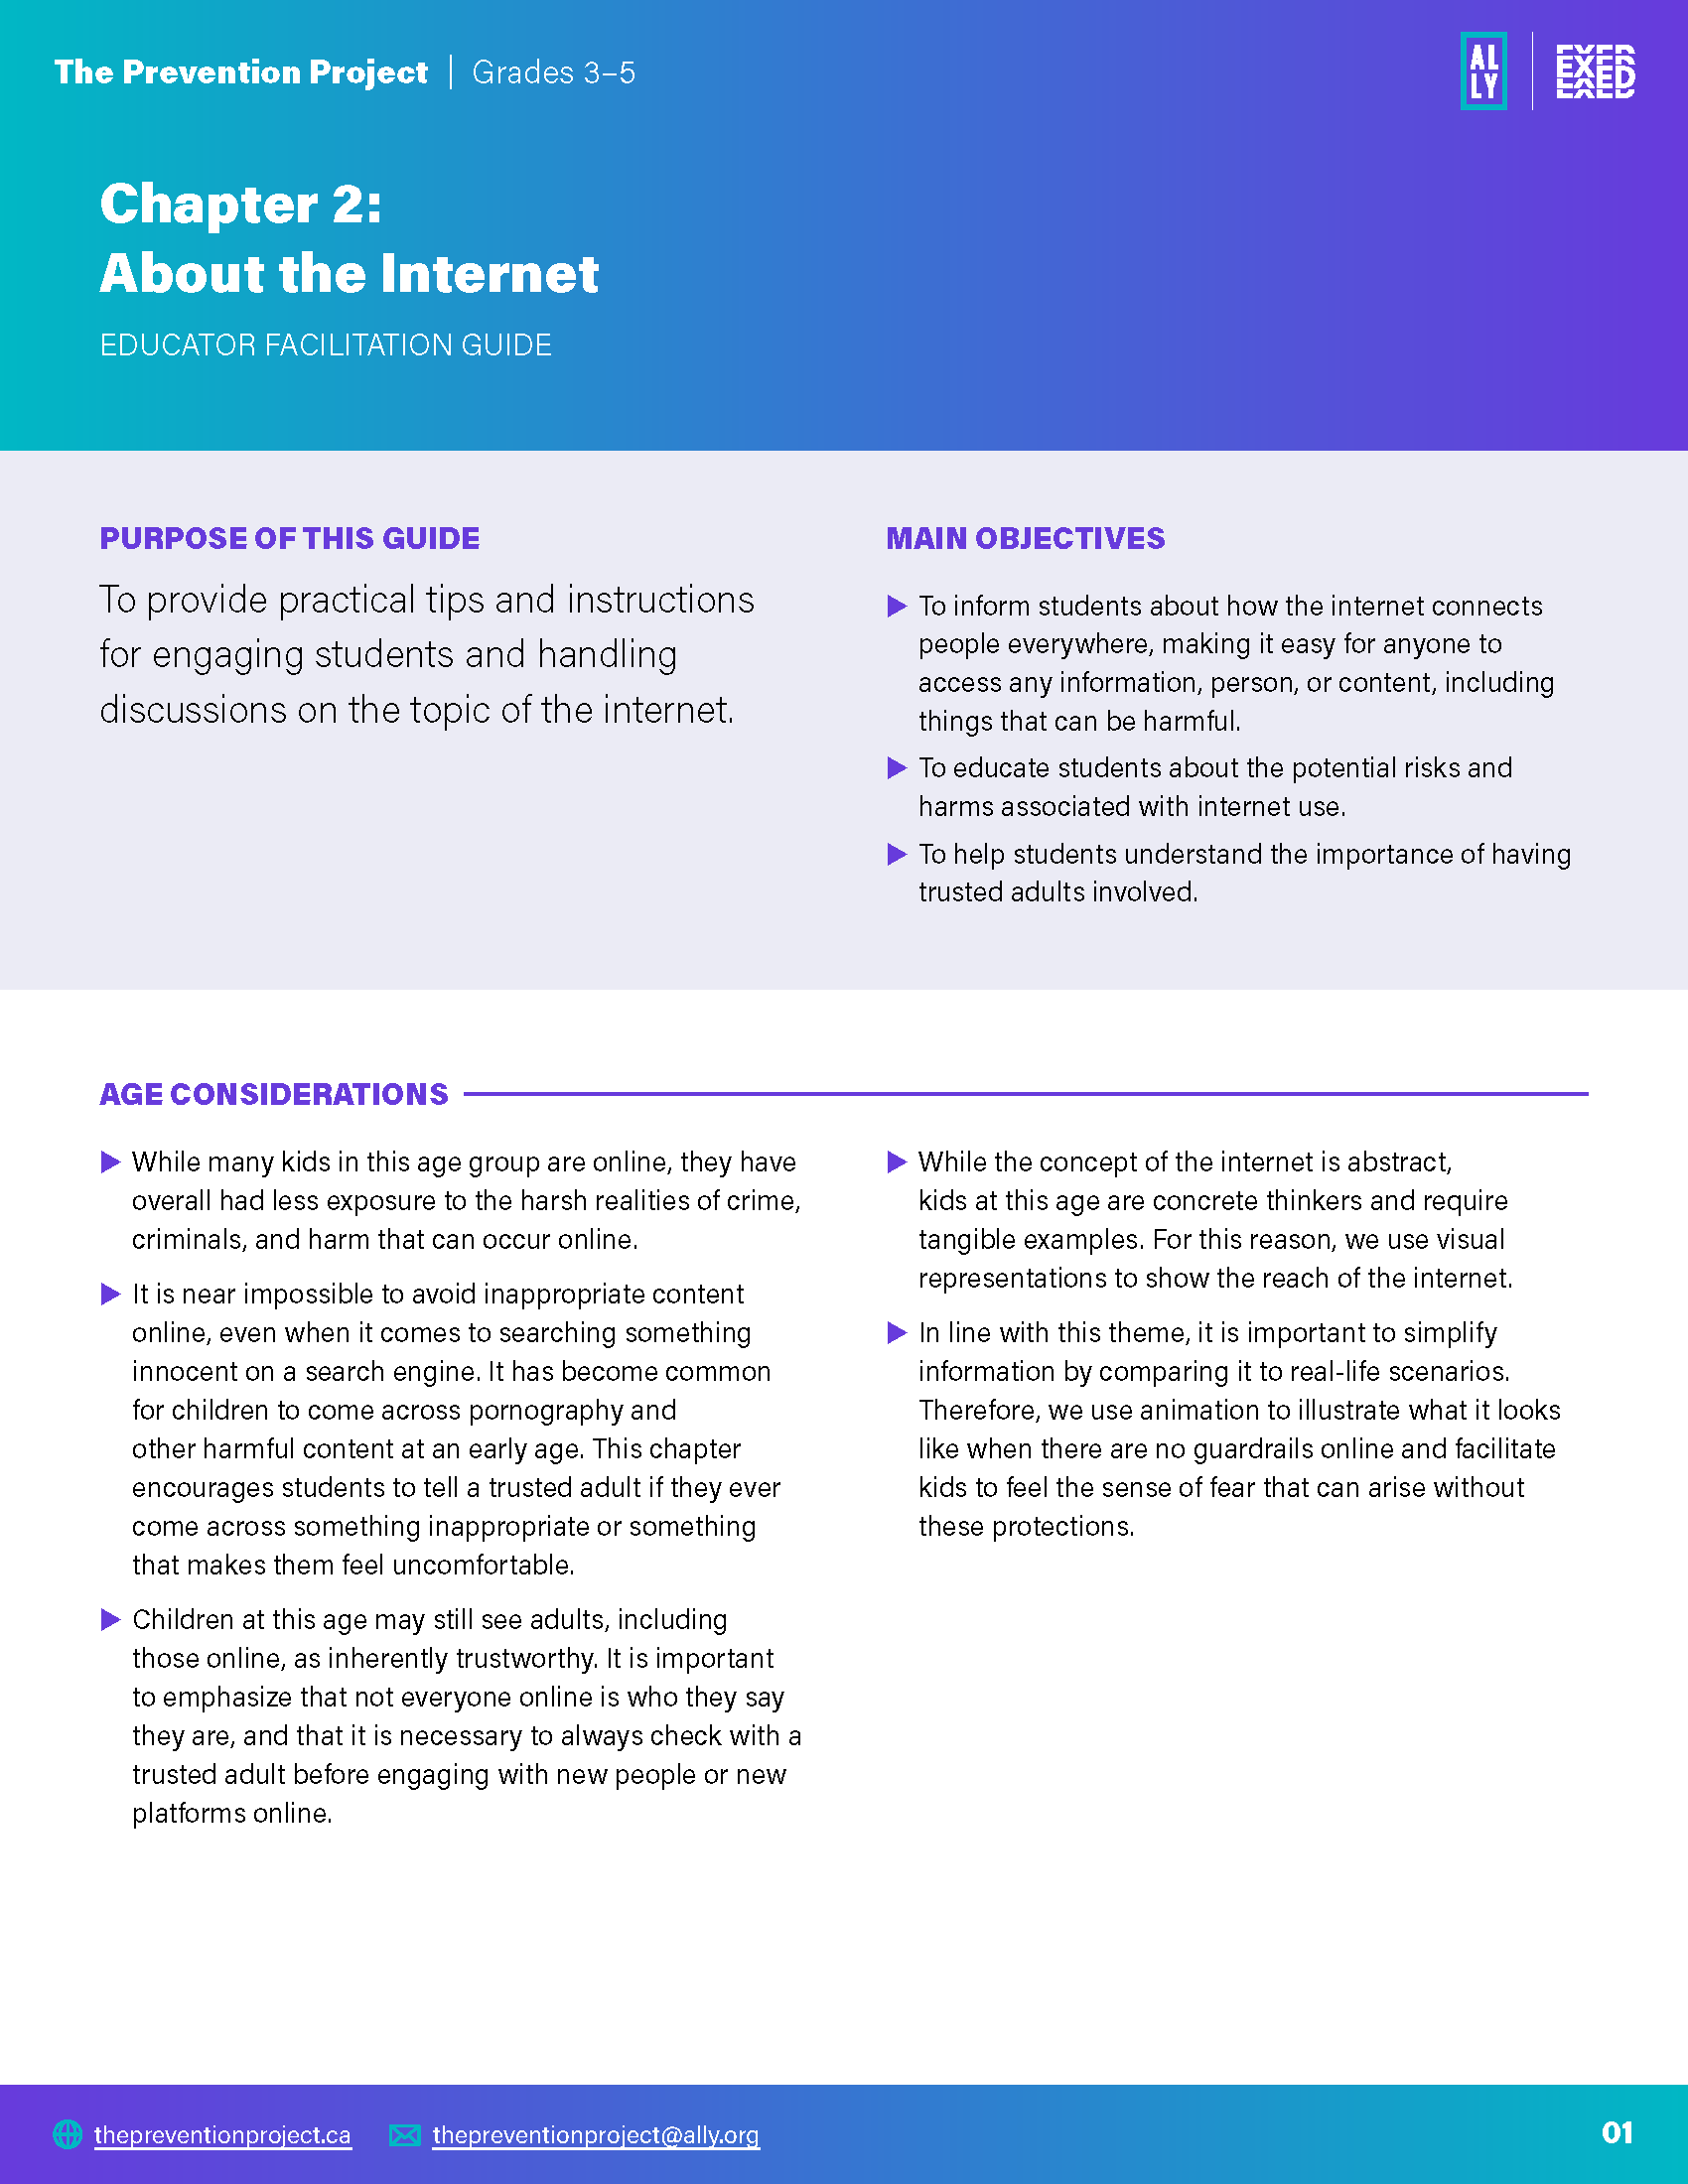 The Prevention Project | Grades 3–5
AL
LY
EXER
EXED
Chapter 2:
About the Internet
EDUCATOR FACILITATION GUIDE
PURPOSE OF THIS GUIDE
To provide practical tips and instructions
for engaging students and handling
discussions on the topic of the internet.
MAIN OBJECTIVES
To inform students about how the internet connects
people everywhere, making it easy for anyone to
access any information, person, or content, including
things that can be harmful.
To educate students about the potential risks and
harms associated with internet use.
To help students understand the importance of having
trusted adults involved.
AGE CONSIDERATIONS
While many kids in this age group are online, they have
overall had less exposure to the harsh realities of crime,
criminals, and harm that can occur online.
It is near impossible to avoid inappropriate content
online, even when it comes to searching something
innocent on a search engine. It has become common
for children to come across pornography and
other harmful content at an early age. This chapter
encourages students to tell a trusted adult if they ever
come across something inappropriate or something
that makes them feel uncomfortable.
Children at this age may still see adults, including
those online, as inherently trustworthy. It is important
to emphasize that not everyone online is who they say
they are, and that it is necessary to always check with a
trusted adult before engaging with new people or new
platforms online.
While the concept of the internet is abstract,
kids at this age are concrete thinkers and require
tangible examples. For this reason, we use visual
representations to show the reach of the internet.
In line with this theme, it is important to simplify
information by comparing it to real-life scenarios.
Therefore, we use animation to illustrate what it looks
like when there are no guardrails online and facilitate
kids to feel the sense of fear that can arise without
these protections.
thepreventionproject.ca
thepreventionproject@ally.org
01